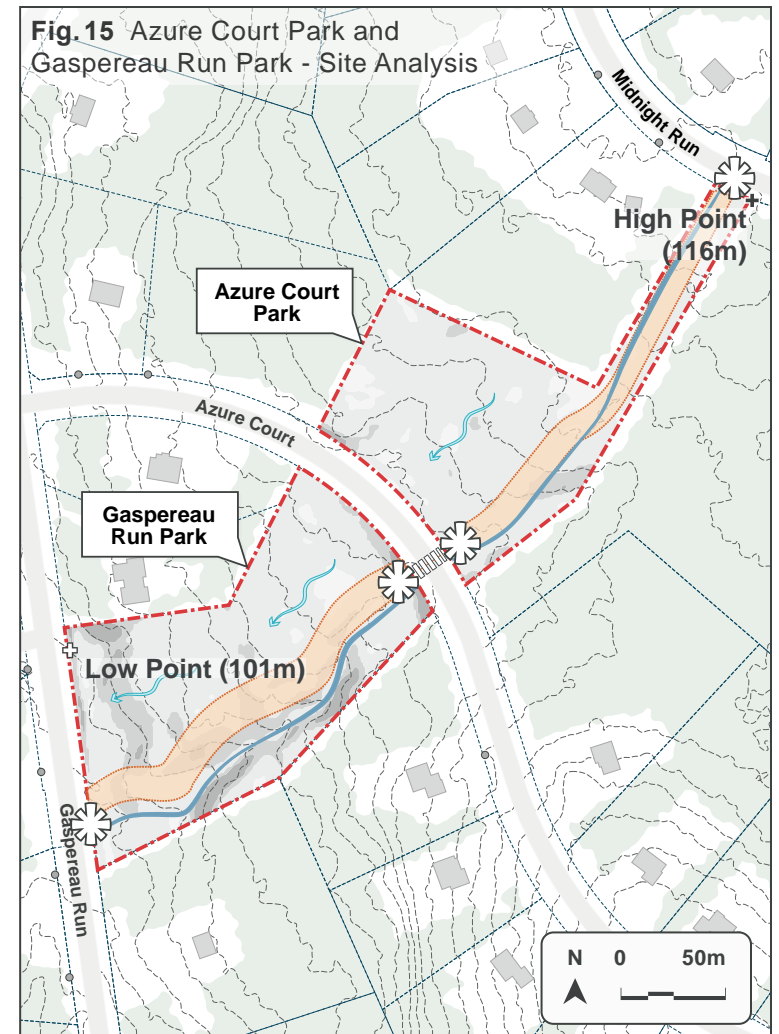 Fig. 15 Azure Court Park and
Gaspereau Run Park - Site Analysis
Midnight Run
High Point
(116m)
Azure Court
Park
Azure Court
Gaspereau
Run Park
Low Point (101m)
Gaspereau Run
N 0 50m